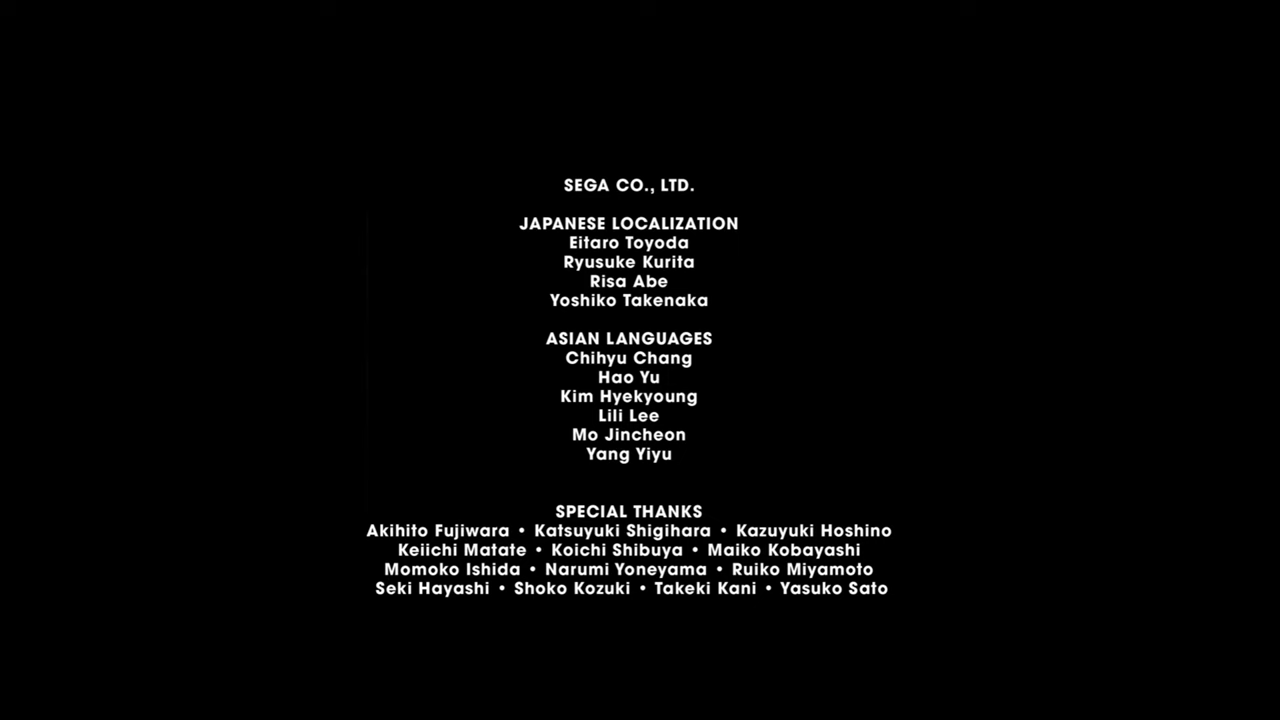 SEGA CO., LTD.
JAPANESE LOCALIZATION
Eitaro Toyoda
Ryusuke Kurita
Risa Abe
Yoshiko Takenaka
ASIAN LANGUAGES
Chihyu Chang
Hao Yu
Kim Hyekyoung
Lili Lee
Mo Jincheon
Yang Yiyu
SPECIAL THANKS
Akihito Fujiwara • Katsuyuki Shigihara • Kazuyuki Hoshino
Keiichi Matate • Koichi Shibuya • Maiko Kobayashi
Momoko Ishida • Narumi Yoneyama • Ruiko Miyamoto
Seki Hayashi • Shoko Kozuki • Takeki Kani • Yasuko Sato